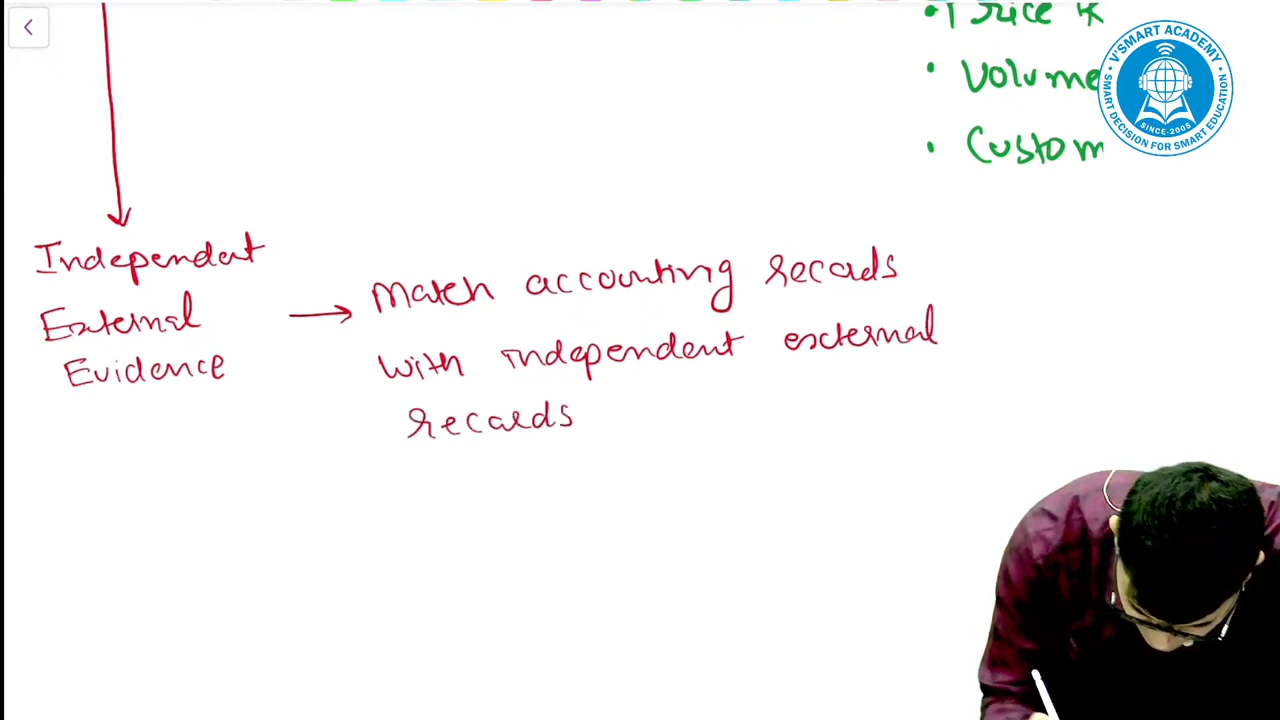 • Price
• Volume
• Custom
V'SMART ACADEMY
SINCE-2005
SMART DECISION FOR SMART EDUCATION
Independent
External
Evidence
→ Match accounting records
with independent external
records